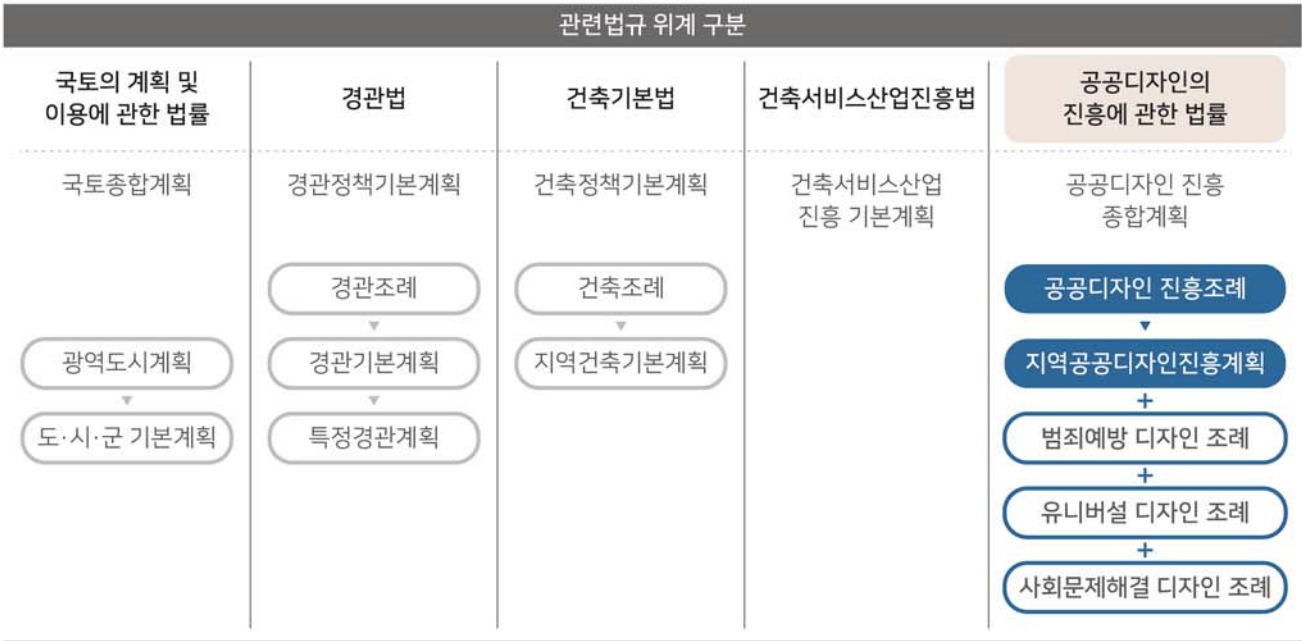 관련법규 위계 구분
국토의 계획 및
이용에 관한 법률
경관법
건축기본법
건축서비스산업진흥법
공공디자인의
진흥에 관한 법률
국토종합계획
경관정책기본계획
건축정책기본계획
건축서비스산업
진흥 기본계획
공공디자인 진흥
종합계획
경관조례
건축조례
공공디자인 진흥조례
광역도시계획
경관기본계획
지역건축기본계획
지역공공디자인진흥계획
+
도·시·군 기본계획
특정경관계획
범죄예방 디자인 조례
+
유니버설 디자인 조례
+
사회문제해결 디자인 조례